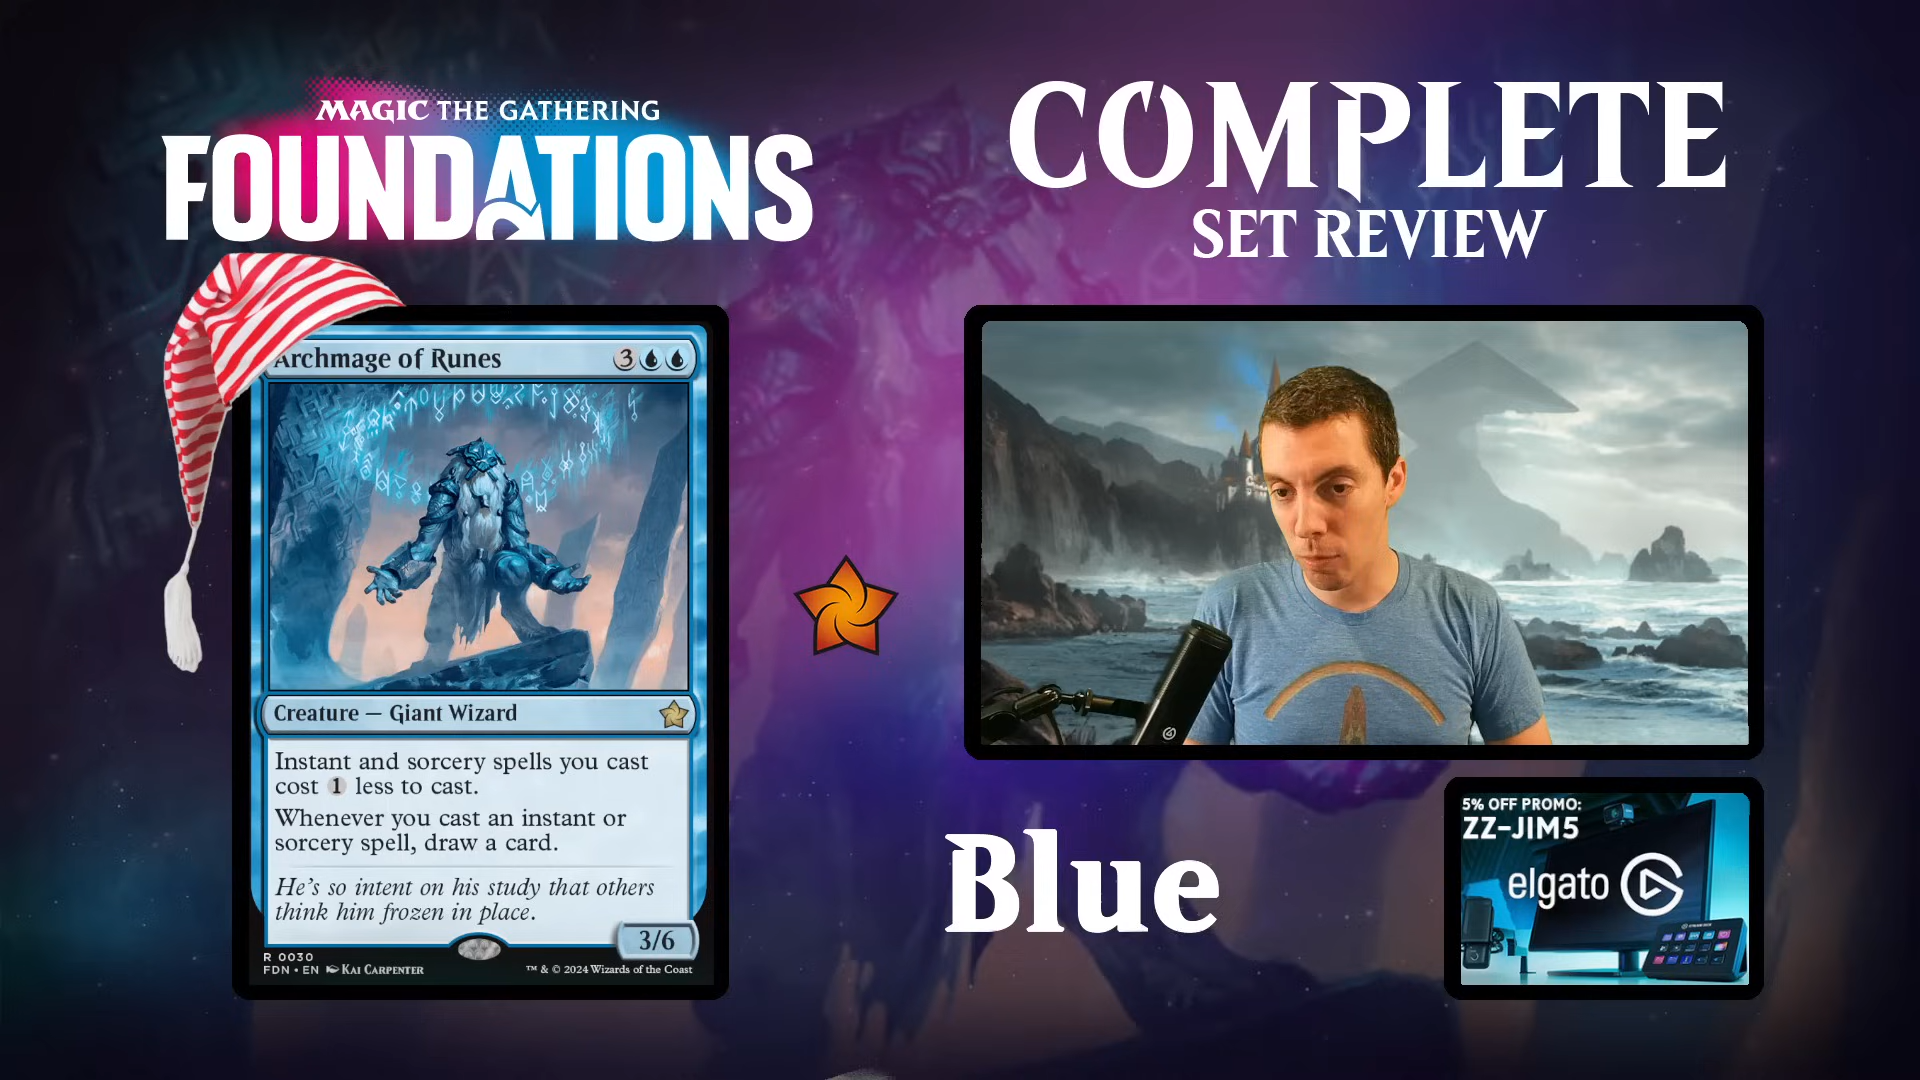 MAGIC THE GATHERING
FOUNDATIONS
COMPLETE
SET REVIEW
Archmage of Runes 3
Creature — Giant Wizard
Instant and sorcery spells you cast
cost 1 less to cast.
Whenever you cast an instant or
sorcery spell, draw a card.
He's so intent on his study that others
think him frozen in place.
3/6
R 0030
FDN • EN KAI CARPENTER
™ & © 2024 Wizards of the Coast
Blue
5% OFF PROMO:
ZZ-JIM5
elgato